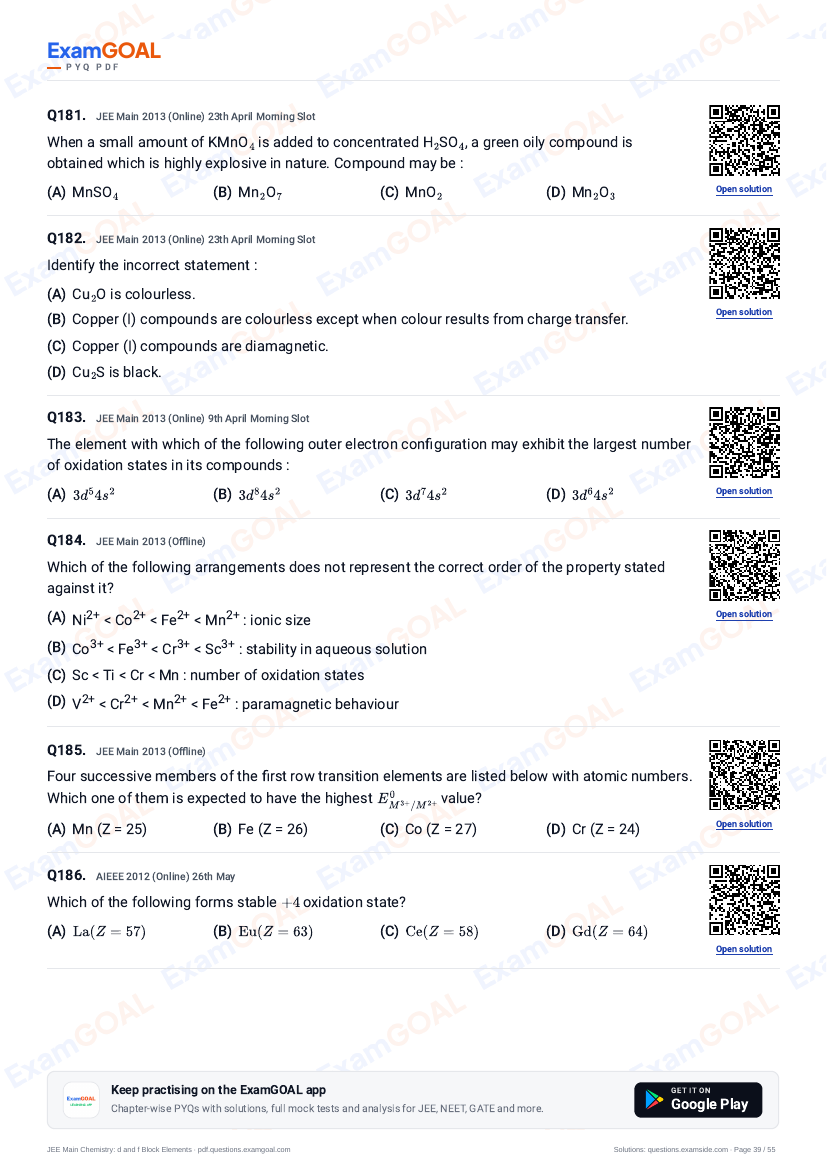 ExamGOAL
PYQ PDF
Q181. JEE Main 2013 (Online) 23th April Morning Slot
When a small amount of KMnO₄ is added to concentrated H₂SO₄, a green oily compound is
obtained which is highly explosive in nature. Compound may be :
(A) MnSO₄ (B) Mn₂O₇ (C) MnO₂ (D) Mn₂O₃
Open solution
Q182. JEE Main 2013 (Online) 23th April Morning Slot
Identify the incorrect statement :
(A) Cu₂O is colourless.
(B) Copper (I) compounds are colourless except when colour results from charge transfer.
(C) Copper (I) compounds are diamagnetic.
(D) Cu₂S is black.
Open solution
Q183. JEE Main 2013 (Online) 9th April Morning Slot
The element with which of the following outer electron configuration may exhibit the largest number
of oxidation states in its compounds :
(A) 3d⁵4s² (B) 3d⁸4s² (C) 3d⁷4s² (D) 3d⁶4s²
Open solution
Q184. JEE Main 2013 (Offline)
Which of the following arrangements does not represent the correct order of the property stated
against it?
(A) Ni²⁺ < Co²⁺ < Fe²⁺ < Mn²⁺ : ionic size
(B) Co³⁺ < Fe³⁺ < Cr³⁺ < Sc³⁺ : stability in aqueous solution
(C) Sc < Ti < Cr < Mn : number of oxidation states
(D) V²⁺ < Cr²⁺ < Mn²⁺ < Fe²⁺ : paramagnetic behaviour
Open solution
Q185. JEE Main 2013 (Offline)
Four successive members of the first row transition elements are listed below with atomic numbers.
Which one of them is expected to have the highest E⁰ M³⁺/M²⁺ value?
(A) Mn (Z = 25) (B) Fe (Z = 26) (C) Co (Z = 27) (D) Cr (Z = 24)
Open solution
Q186. AIEEE 2012 (Online) 26th May
Which of the following forms stable +4 oxidation state?
(A) La(Z = 57) (B) Eu(Z = 63) (C) Ce(Z = 58) (D) Gd(Z = 64)
Open solution
ExamGOAL
Keep practising on the ExamGOAL app
Chapter-wise PYQs with solutions, full mock tests and analysis for JEE, NEET, GATE and more.
GET IT ON
Google Play
JEE Main Chemistry: d and f Block Elements · pdf.questions.examgoal.com
Solutions: questions.examside.com · Page 39 / 55